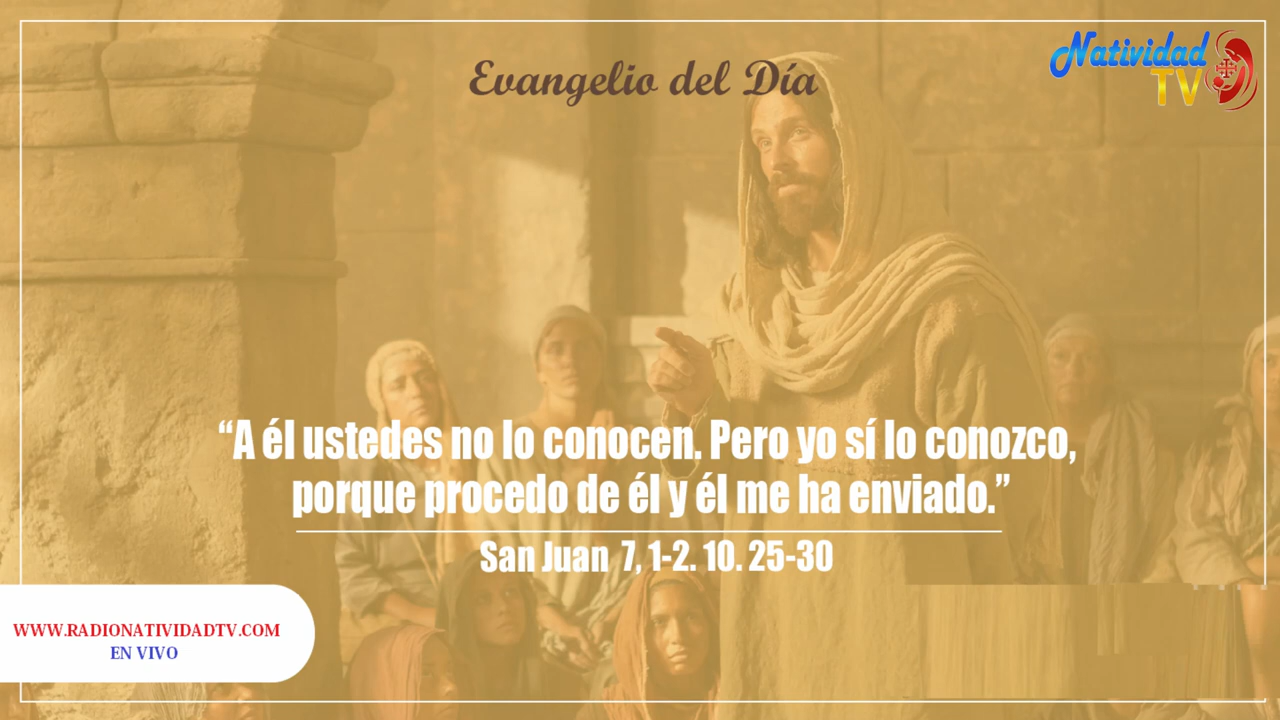 Natividad
TV
Evangelio del Día
“A él ustedes no lo conocen. Pero yo sí lo conozco,
porque procedo de él y él me ha enviado.”
San Juan 7, 1-2. 10. 25-30
WWW.RADIONATIVIDADTV.COM
EN VIVO